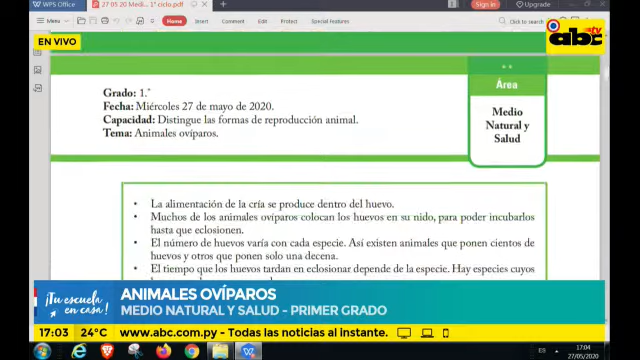 WPS Office
27 05 20 Medi... 1° ciclo.pdf
Sign in
Upgrade
Menu
Home
Insert
Review
View
Special Features
Click to search
EN VIVO
abc tv
Grado: 1.°
Fecha: Miércoles 27 de mayo de 2020.
Capacidad: Distingue las formas de reproducción animal.
Tema: Animales ovíparos.
Área
Medio
Natural y
Salud
• La alimentación de la cría se produce dentro del huevo.
• Muchos de los animales ovíparos colocan los huevos en su nido, para poder incubarlos
hasta que eclosionen.
• El número de huevos varía con cada especie. Así existen animales que ponen cientos de
huevos y otros que ponen solo una decena.
• El tiempo que los huevos tardan en eclosionar depende de la especie. Hay especies cuyos
¡Tu escuela
en casa!
ANIMALES OVÍPAROS
MEDIO NATURAL Y SALUD - PRIMER GRADO
17:03 24°C www.abc.com.py - Todas las noticias al instante.
ES
17:04
27/05/2020